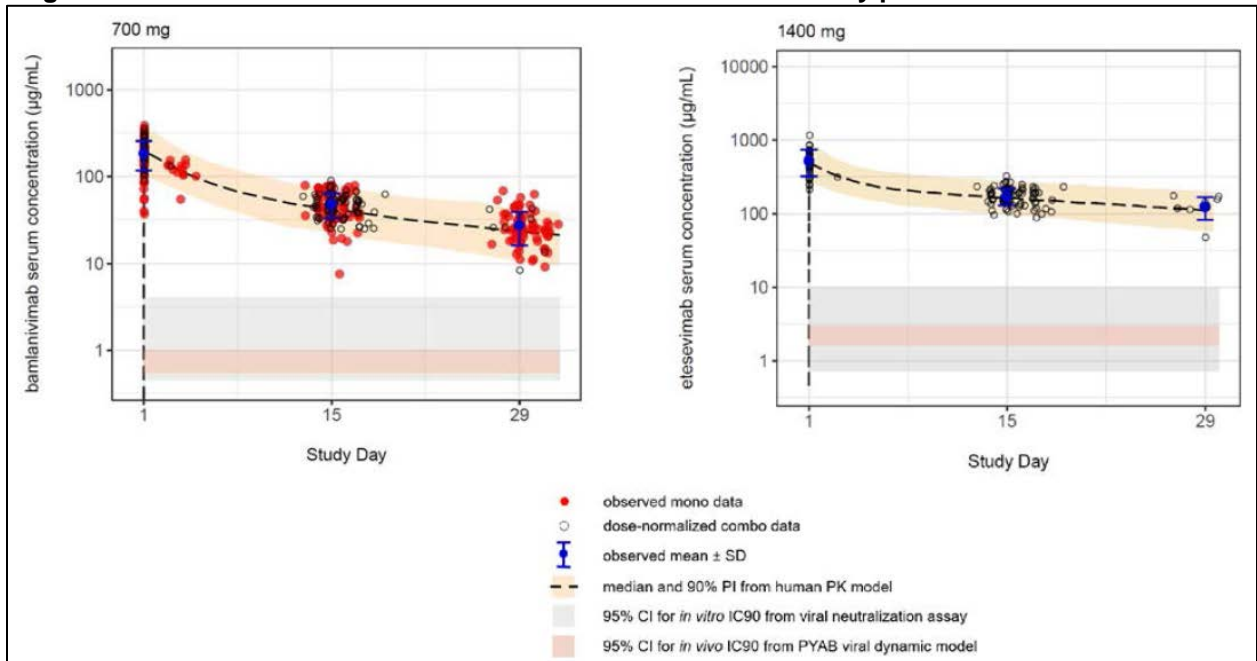 700 mg
bamlanivimab serum concentration (µg/mL)
1000
100
10
1
1
15
29
Study Day
1400 mg
etesevimab serum concentration (µg/mL)
10000
1000
100
10
1
1
15
29
Study Day
observed mono data
dose-normalized combo data
observed mean ± SD
median and 90% PI from human PK model
95% CI for in vitro IC90 from viral neutralization assay
95% CI for in vivo IC90 from PYAB viral dynamic model